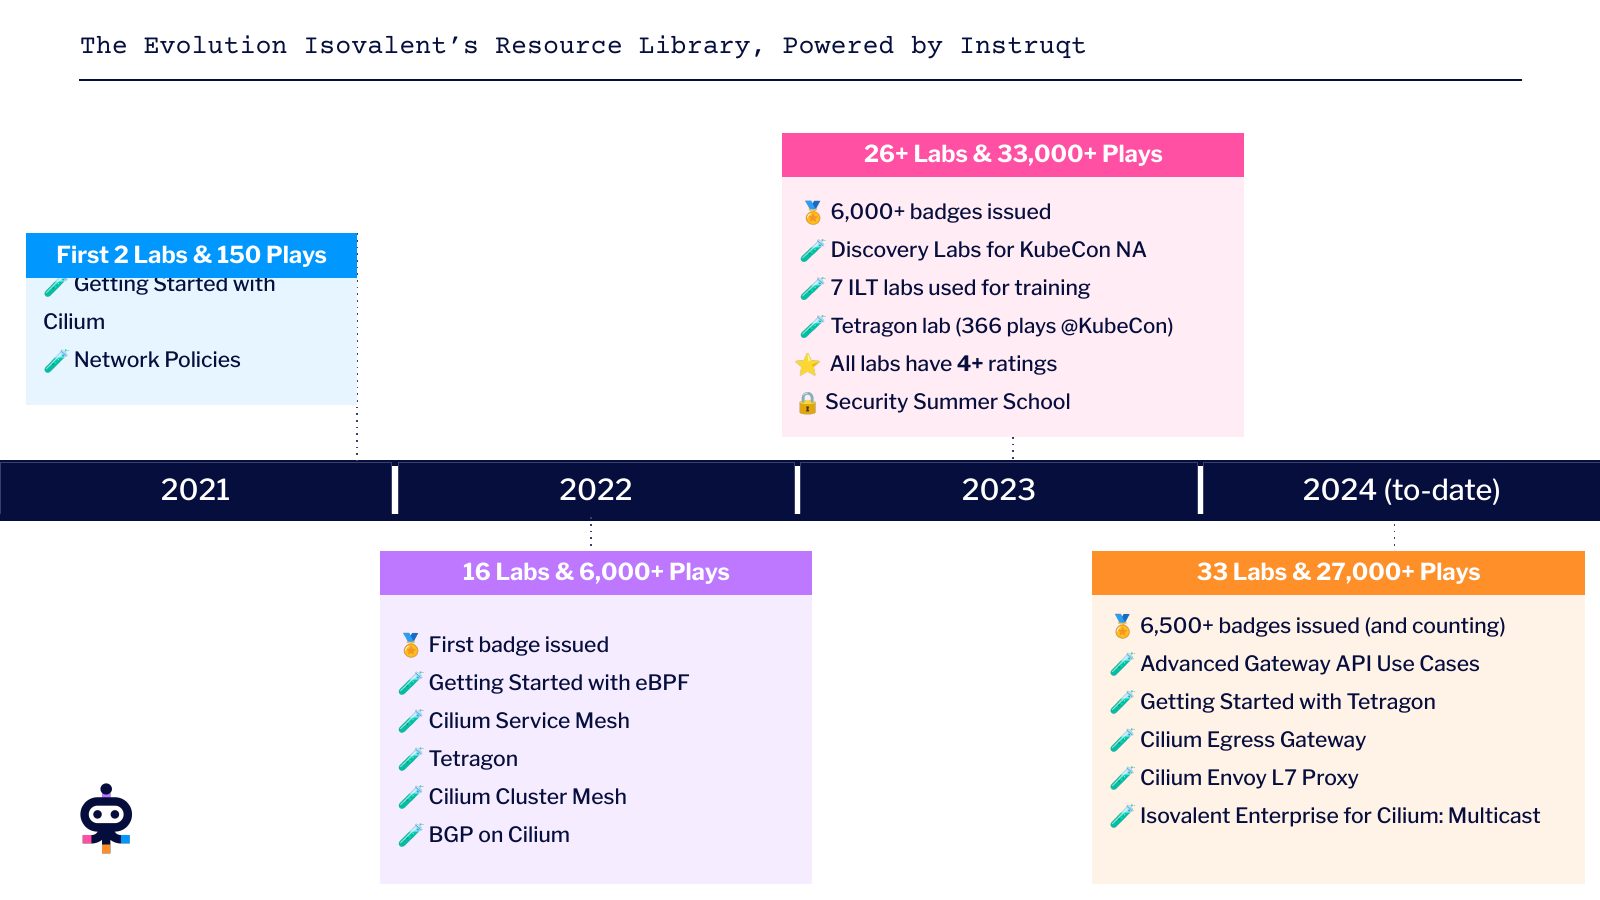 The Evolution Isovalent’s Resource Library, Powered by Instruqt
First 2 Labs & 150 Plays
🧪 Getting Started with
Cilium
🧪 Network Policies
26+ Labs & 33,000+ Plays
🏅 6,000+ badges issued
🧪 Discovery Labs for KubeCon NA
🧪 7 ILT labs used for training
🧪 Tetragon lab (366 plays @KubeCon)
⭐ All labs have 4+ ratings
🔒 Security Summer School
2021
2022
2023
2024 (to-date)
16 Labs & 6,000+ Plays
🏅 First badge issued
🧪 Getting Started with eBPF
🧪 Cilium Service Mesh
🧪 Tetragon
🧪 Cilium Cluster Mesh
🧪 BGP on Cilium
33 Labs & 27,000+ Plays
🏅 6,500+ badges issued (and counting)
🧪 Advanced Gateway API Use Cases
🧪 Getting Started with Tetragon
🧪 Cilium Egress Gateway
🧪 Cilium Envoy L7 Proxy
🧪 Isovalent Enterprise for Cilium: Multicast